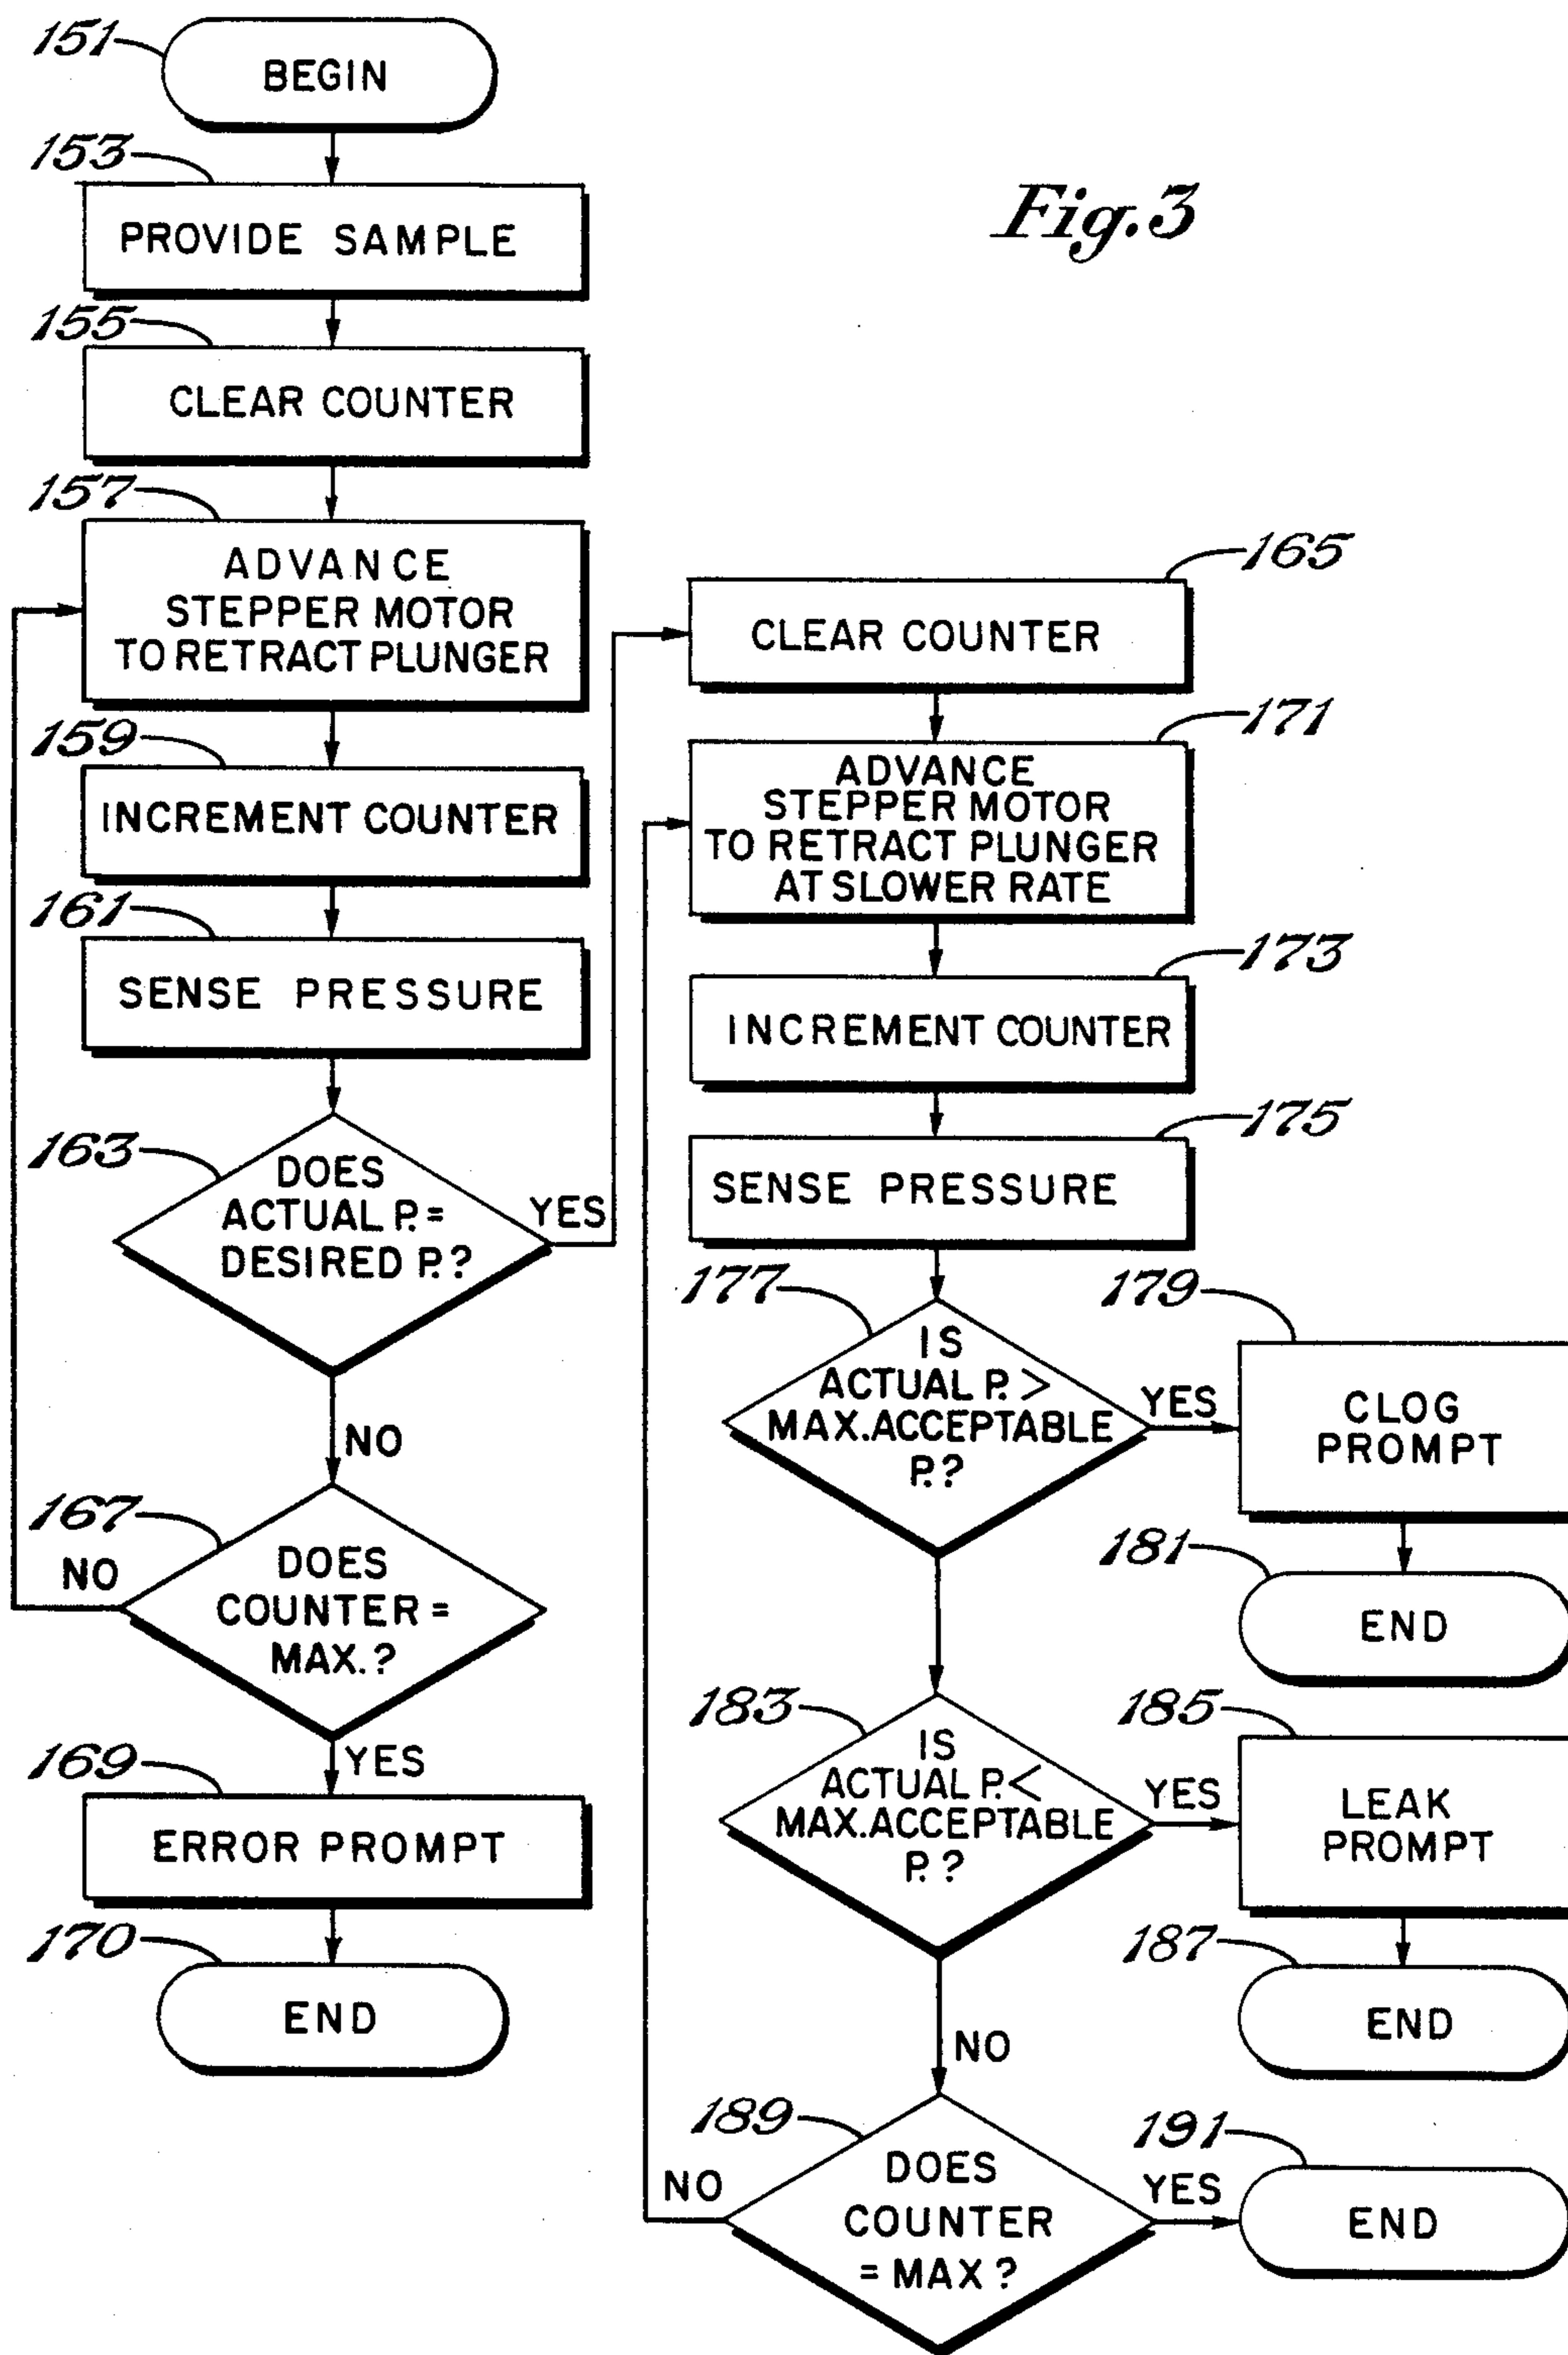 Fig.3
151
BEGIN
153
PROVIDE SAMPLE
155
CLEAR COUNTER
157
ADVANCE
STEPPER MOTOR
TO RETRACT PLUNGER
159
INCREMENT COUNTER
161
SENSE PRESSURE
163
DOES
ACTUAL P. =
DESIRED P.?
YES
NO
167
DOES
COUNTER =
MAX.?
NO
YES
169
ERROR PROMPT
170
END
165
CLEAR COUNTER
171
ADVANCE
STEPPER MOTOR
TO RETRACT PLUNGER
AT SLOWER RATE
173
INCREMENT COUNTER
175
SENSE PRESSURE
177
IS
ACTUAL P. >
MAX. ACCEPTABLE
P.?
YES
179
CLOG
PROMPT
181
END
183
IS
ACTUAL P. <
MAX. ACCEPTABLE
P.?
YES
185
LEAK
PROMPT
187
END
NO
189
DOES
COUNTER
= MAX?
NO
YES
191
END